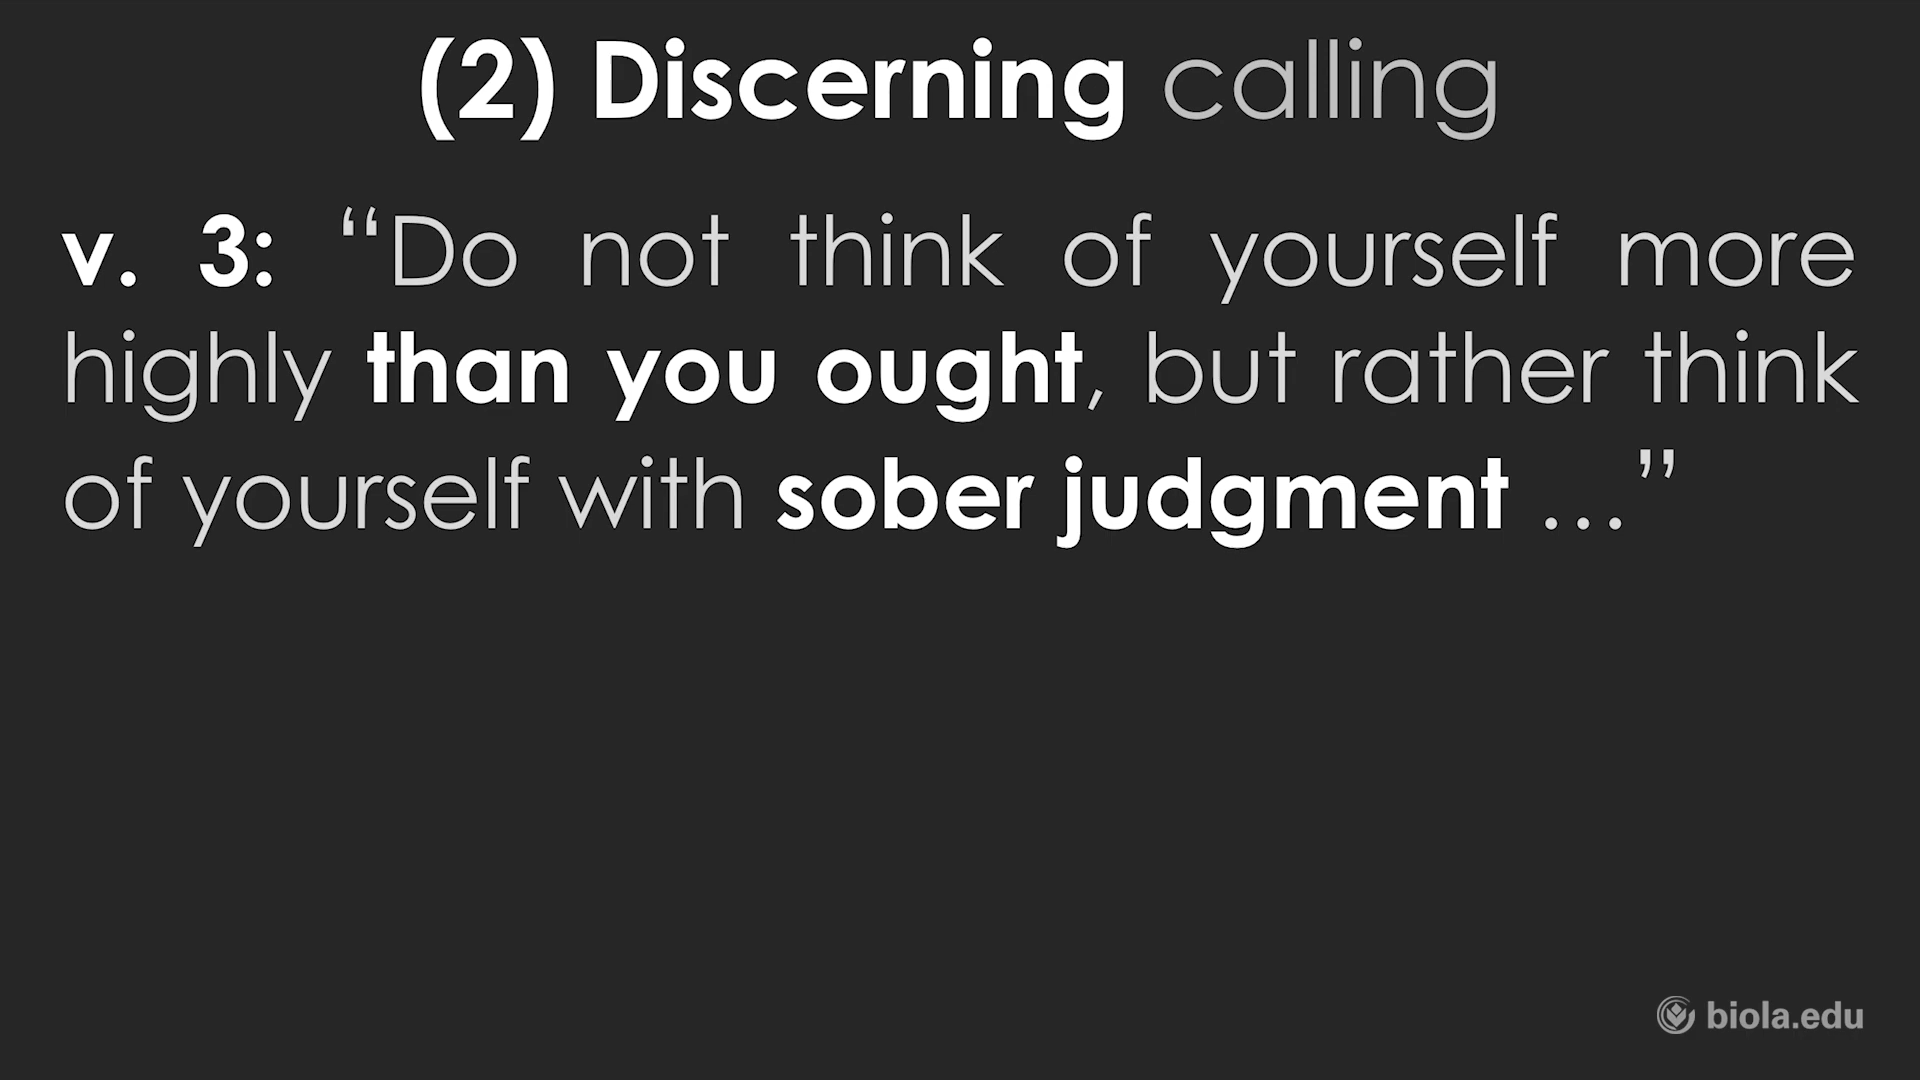 (2) Discerning calling
v. 3: “Do not think of yourself more
highly than you ought, but rather think
of yourself with sober judgment …”
biola.edu